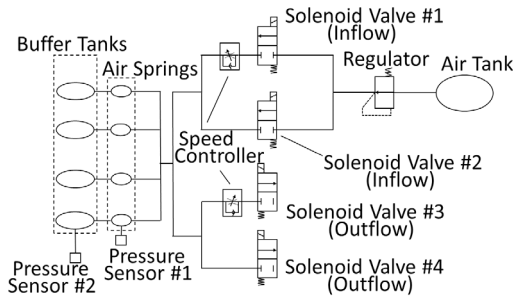 Solenoid Valve #1
(Inflow)
Buffer Tanks
Regulator
Air Tank
Air Springs
Speed
Controller
Solenoid Valve #2
(Inflow)
Solenoid Valve #3
(Outflow)
Pressure
Sensor #1
Pressure
Sensor #2
Solenoid Valve #4
(Outflow)